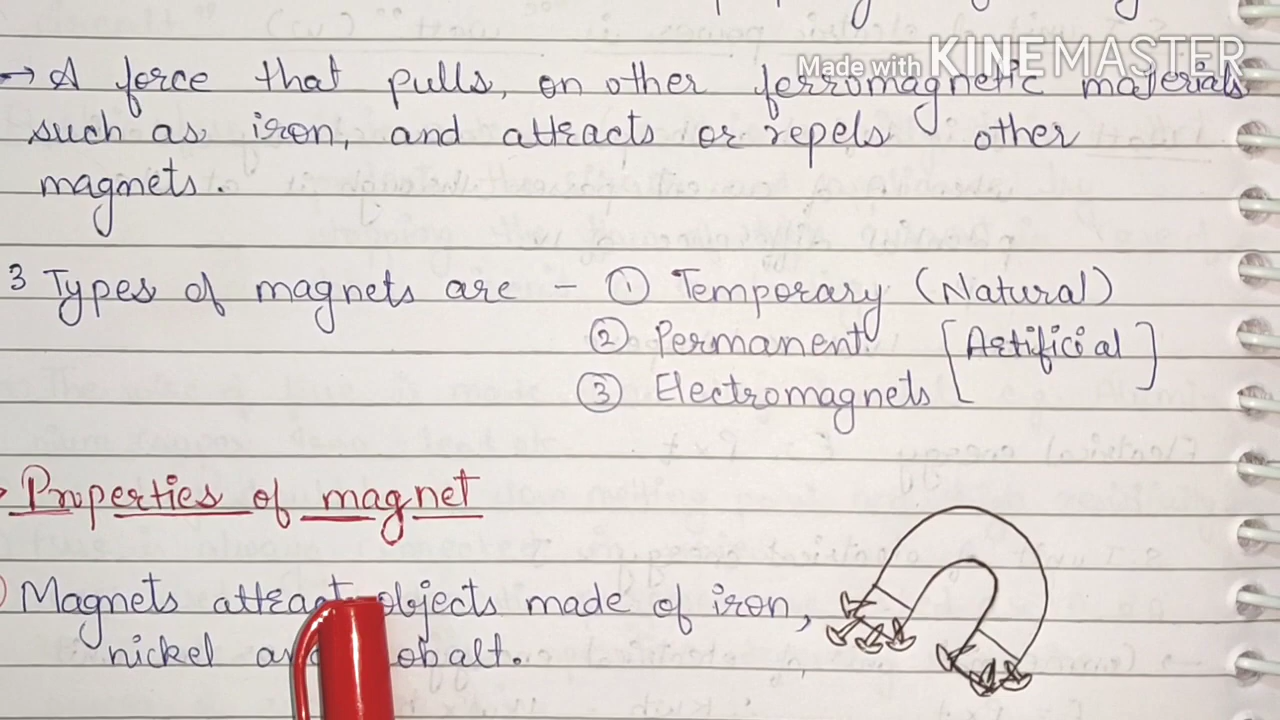 Made with KINEMASTER
→ A force that pulls, on other ferromagnetic materials
such as iron, and attracts or repels other
magnets.
3 Types of magnets are - ① Temporary (Natural)
② Permanent. [Artificial]
③ Electromagnets
Properties of magnet
Magnets attract objects made of iron,
nickel and cobalt.